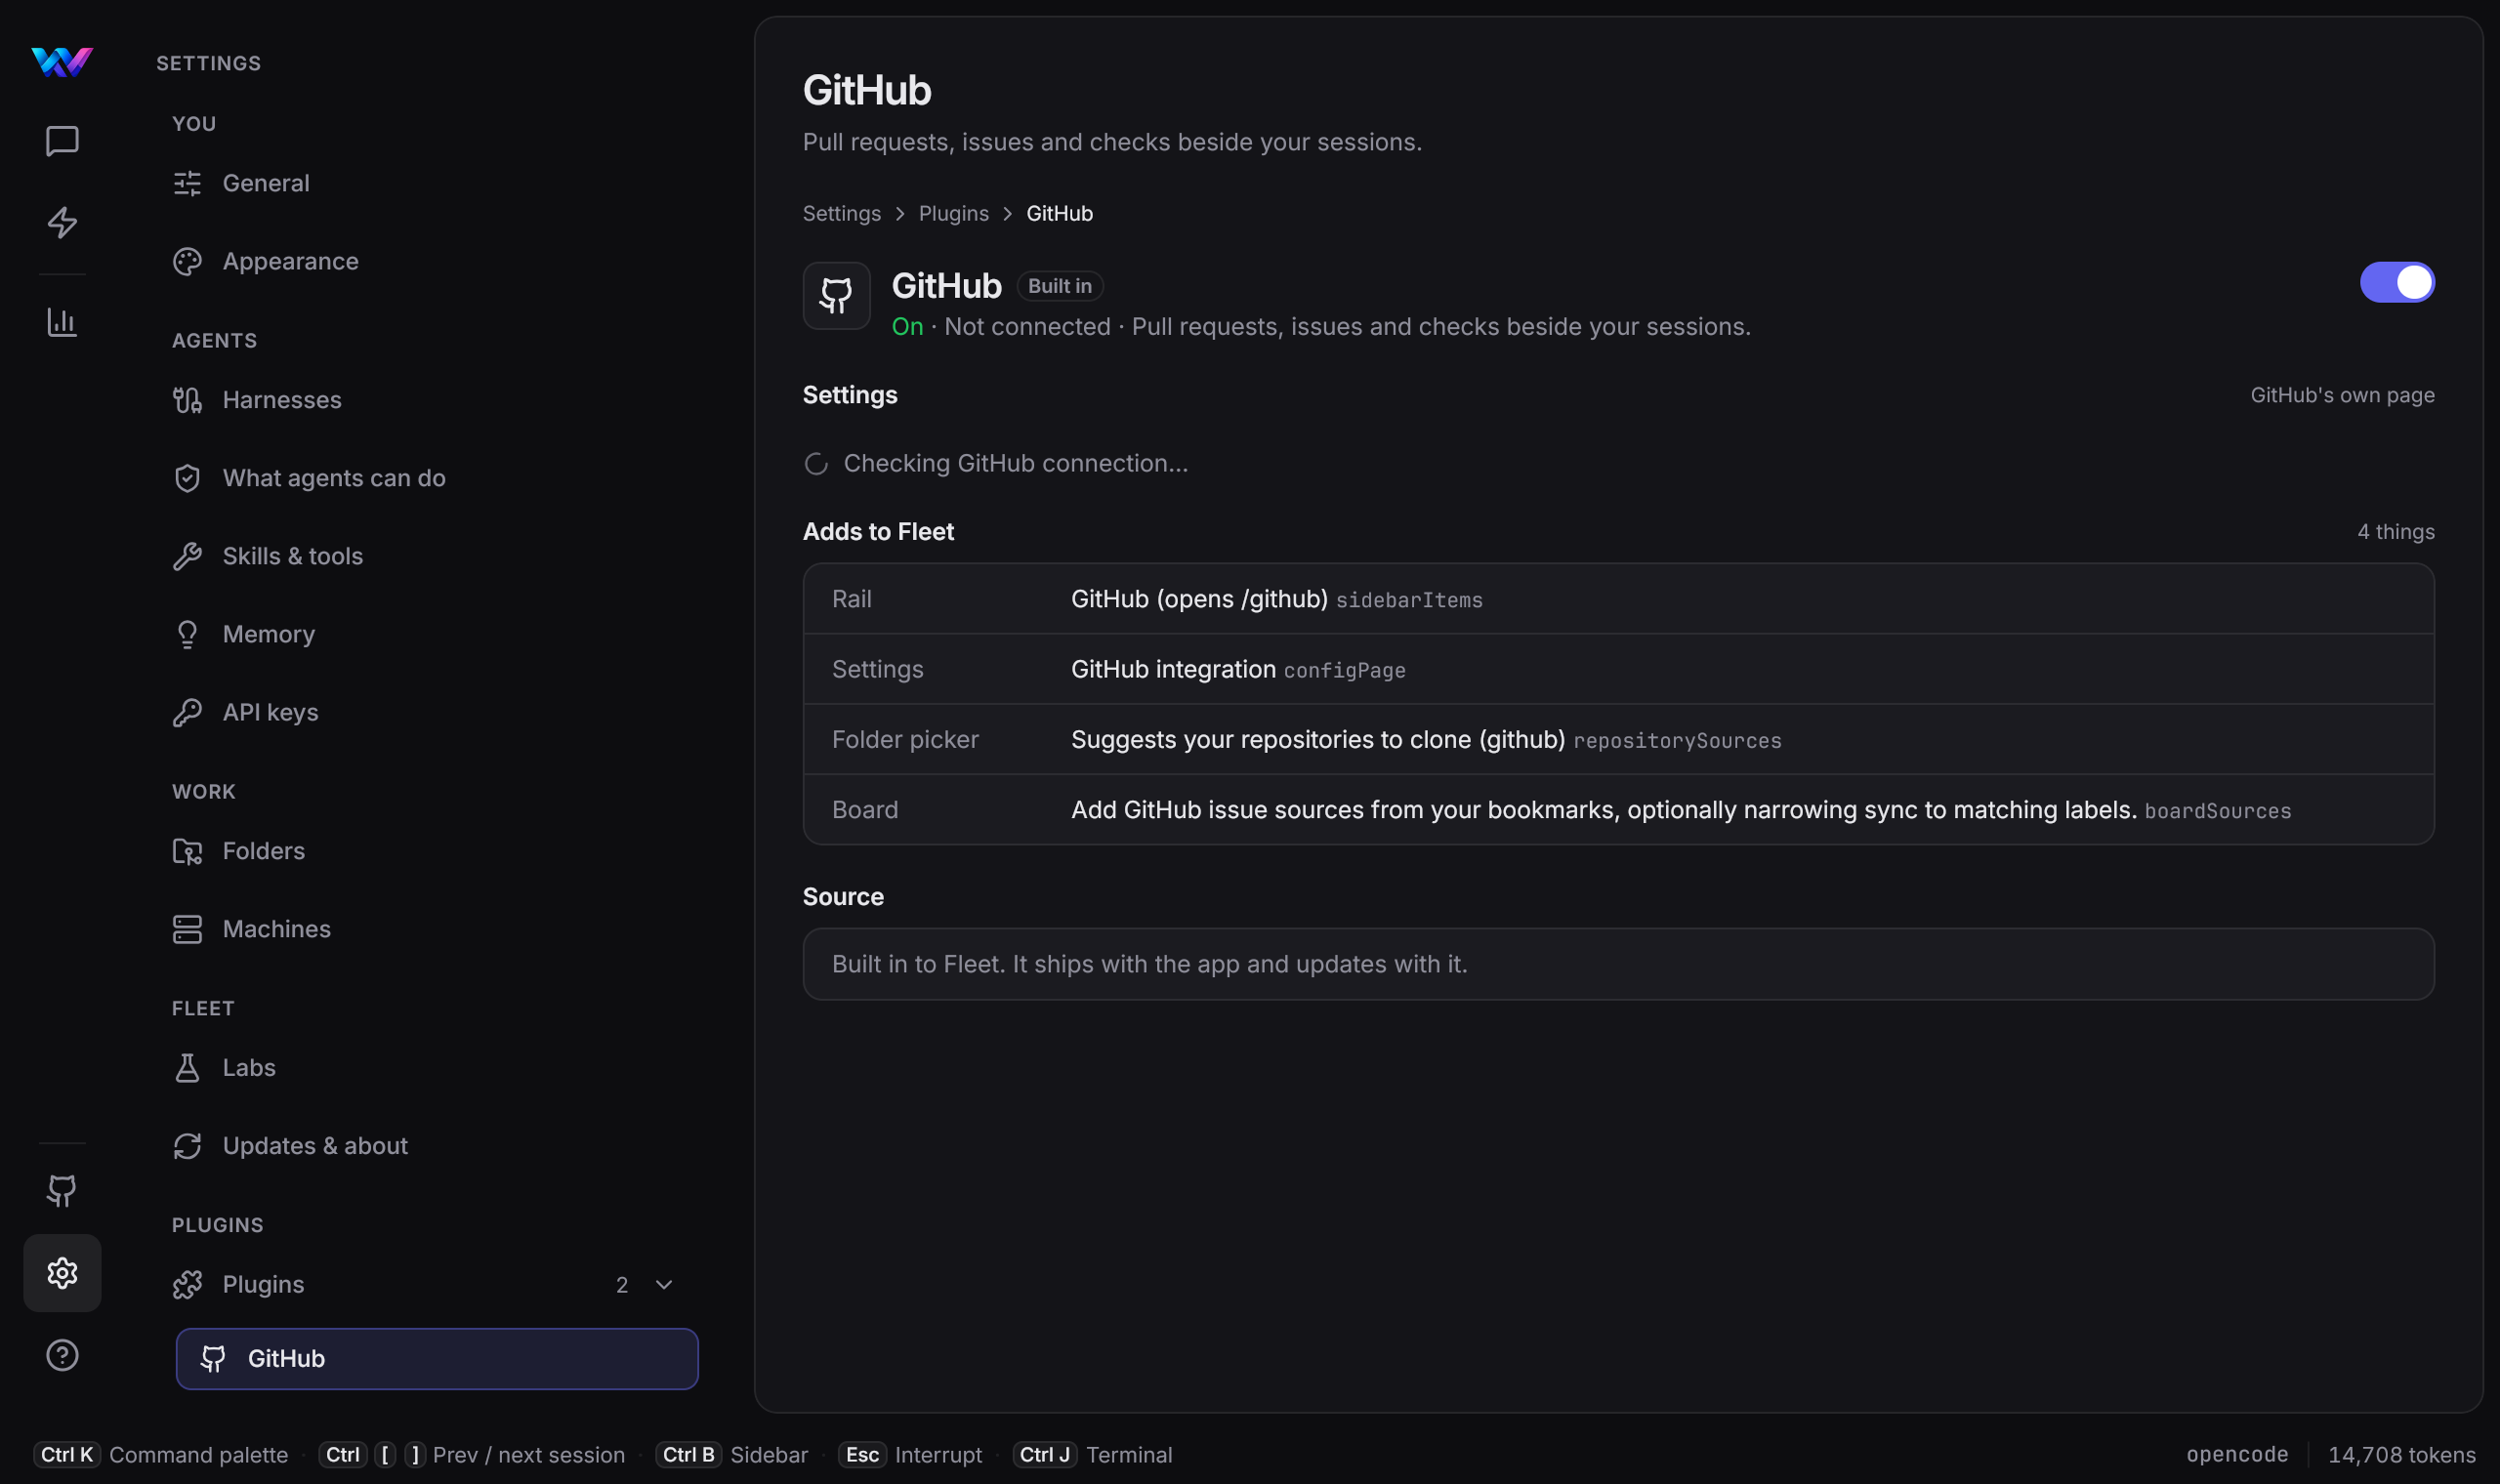 SETTINGS
YOU
General
Appearance
AGENTS
Harnesses
What agents can do
Skills & tools
Memory
API keys
WORK
Folders
Machines
FLEET
Labs
Updates & about
PLUGINS
Plugins 2
GitHub
GitHub
Pull requests, issues and checks beside your sessions.
Settings > Plugins > GitHub
GitHub Built in
On · Not connected · Pull requests, issues and checks beside your sessions.
Settings GitHub's own page
Checking GitHub connection...
Adds to Fleet 4 things
Rail GitHub (opens /github) sidebarItems
Settings GitHub integration configPage
Folder picker Suggests your repositories to clone (github) repositorySources
Board Add GitHub issue sources from your bookmarks, optionally narrowing sync to matching labels. boardSources
Source
Built in to Fleet. It ships with the app and updates with it.
Ctrl K Command palette · Ctrl [ ] Prev / next session · Ctrl B Sidebar · Esc Interrupt · Ctrl J Terminal opencode 14,708 tokens